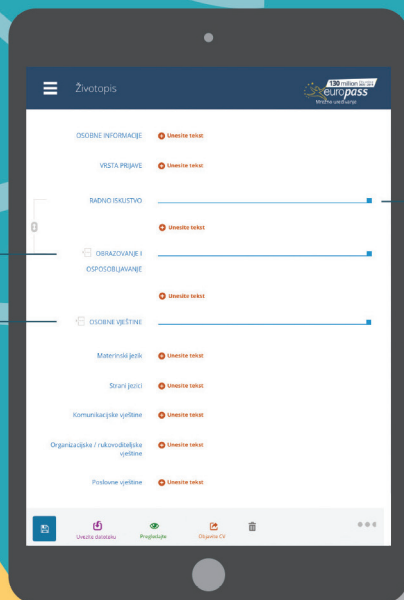 Životopis
130 million
europass
Mrežno uređivanje
OSOBNE INFORMACIJE Unesite tekst
VRSTA PRIJAVE Unesite tekst
RADNO ISKUSTVO
Unesite tekst
OBRAZOVANJE I
OSPOSOBLJAVANJE
Unesite tekst
OSOBNE VJEŠTINE
Materinski jezik Unesite tekst
Strani jezici Unesite tekst
Komunikacijske vještine Unesite tekst
Organizacijske / rukovoditeljske Unesite tekst
vještine
Poslovne vještine Unesite tekst
Uvezite datoteku Pregledajte Objavite CV